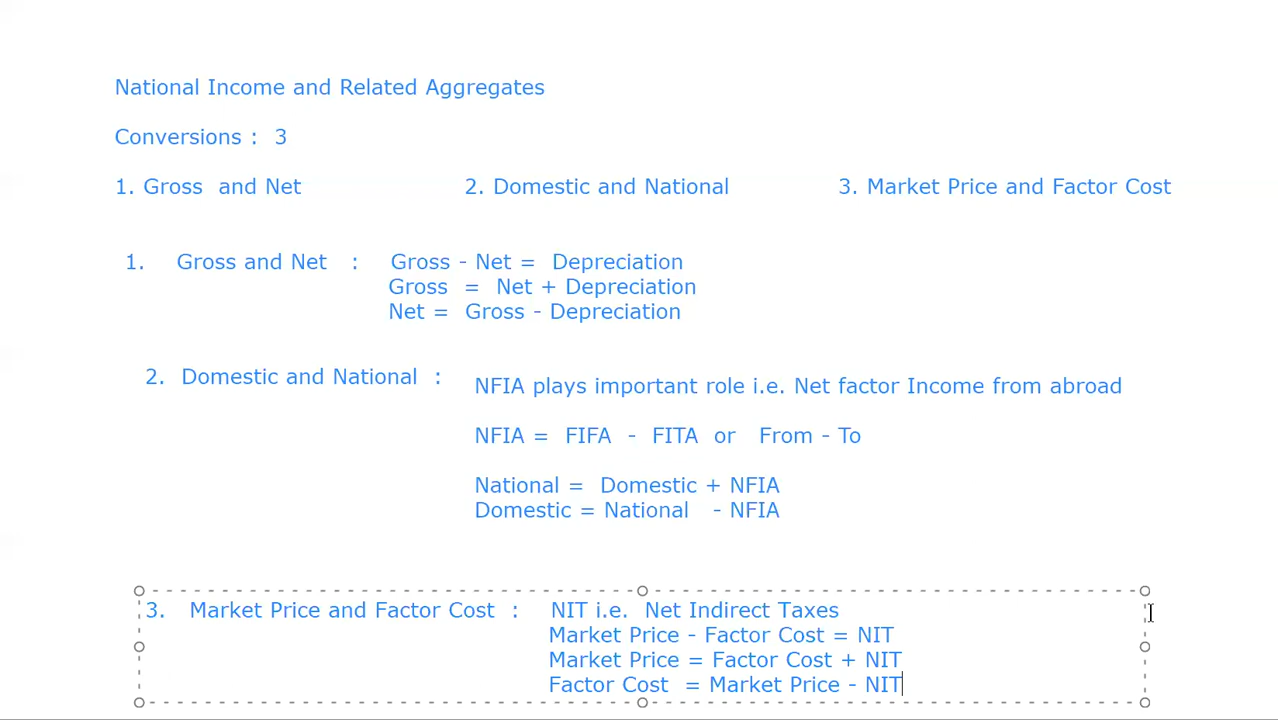 National Income and Related Aggregates
Conversions : 3
1. Gross and Net 2. Domestic and National 3. Market Price and Factor Cost
1. Gross and Net : Gross - Net = Depreciation
Gross = Net + Depreciation
Net = Gross - Depreciation
2. Domestic and National :
NFIA plays important role i.e. Net factor Income from abroad
NFIA = FIFA - FITA or From - To
National = Domestic + NFIA
Domestic = National - NFIA
3. Market Price and Factor Cost : NIT i.e. Net Indirect Taxes
Market Price - Factor Cost = NIT
Market Price = Factor Cost + NIT
Factor Cost = Market Price - NIT